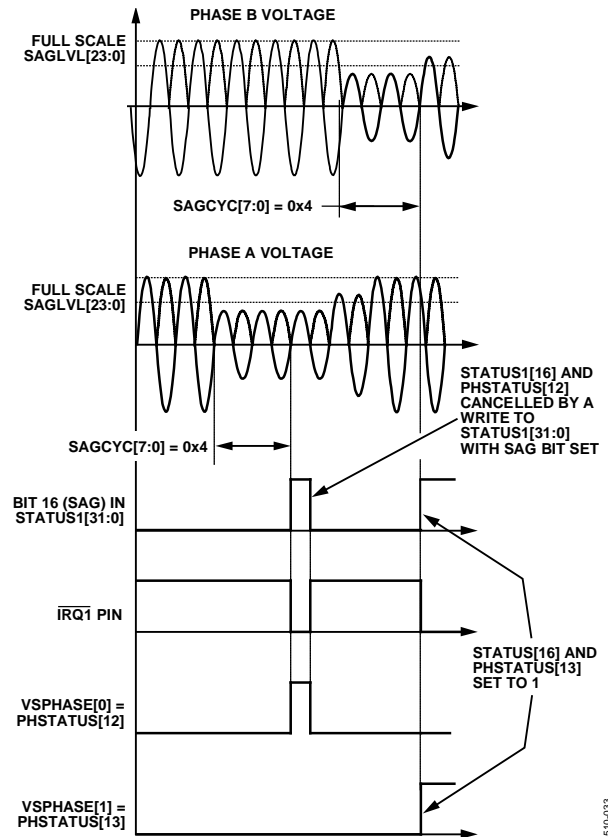 PHASE B VOLTAGE
FULL SCALE
SAGLVL[23:0]
SAGCYC[7:0] = 0x4
PHASE A VOLTAGE
FULL SCALE
SAGLVL[23:0]
STATUS1[16] AND
PHSTATUS[12]
CANCELLED BY A
WRITE TO
STATUS1[31:0]
WITH SAG BIT SET
SAGCYC[7:0] = 0x4
BIT 16 (SAG) IN
STATUS1[31:0]
IRQ1 PIN
STATUS[16] AND
PHSTATUS[13]
SET TO 1
VSPHASE[0] =
PHSTATUS[12]
VSPHASE[1] =
PHSTATUS[13]